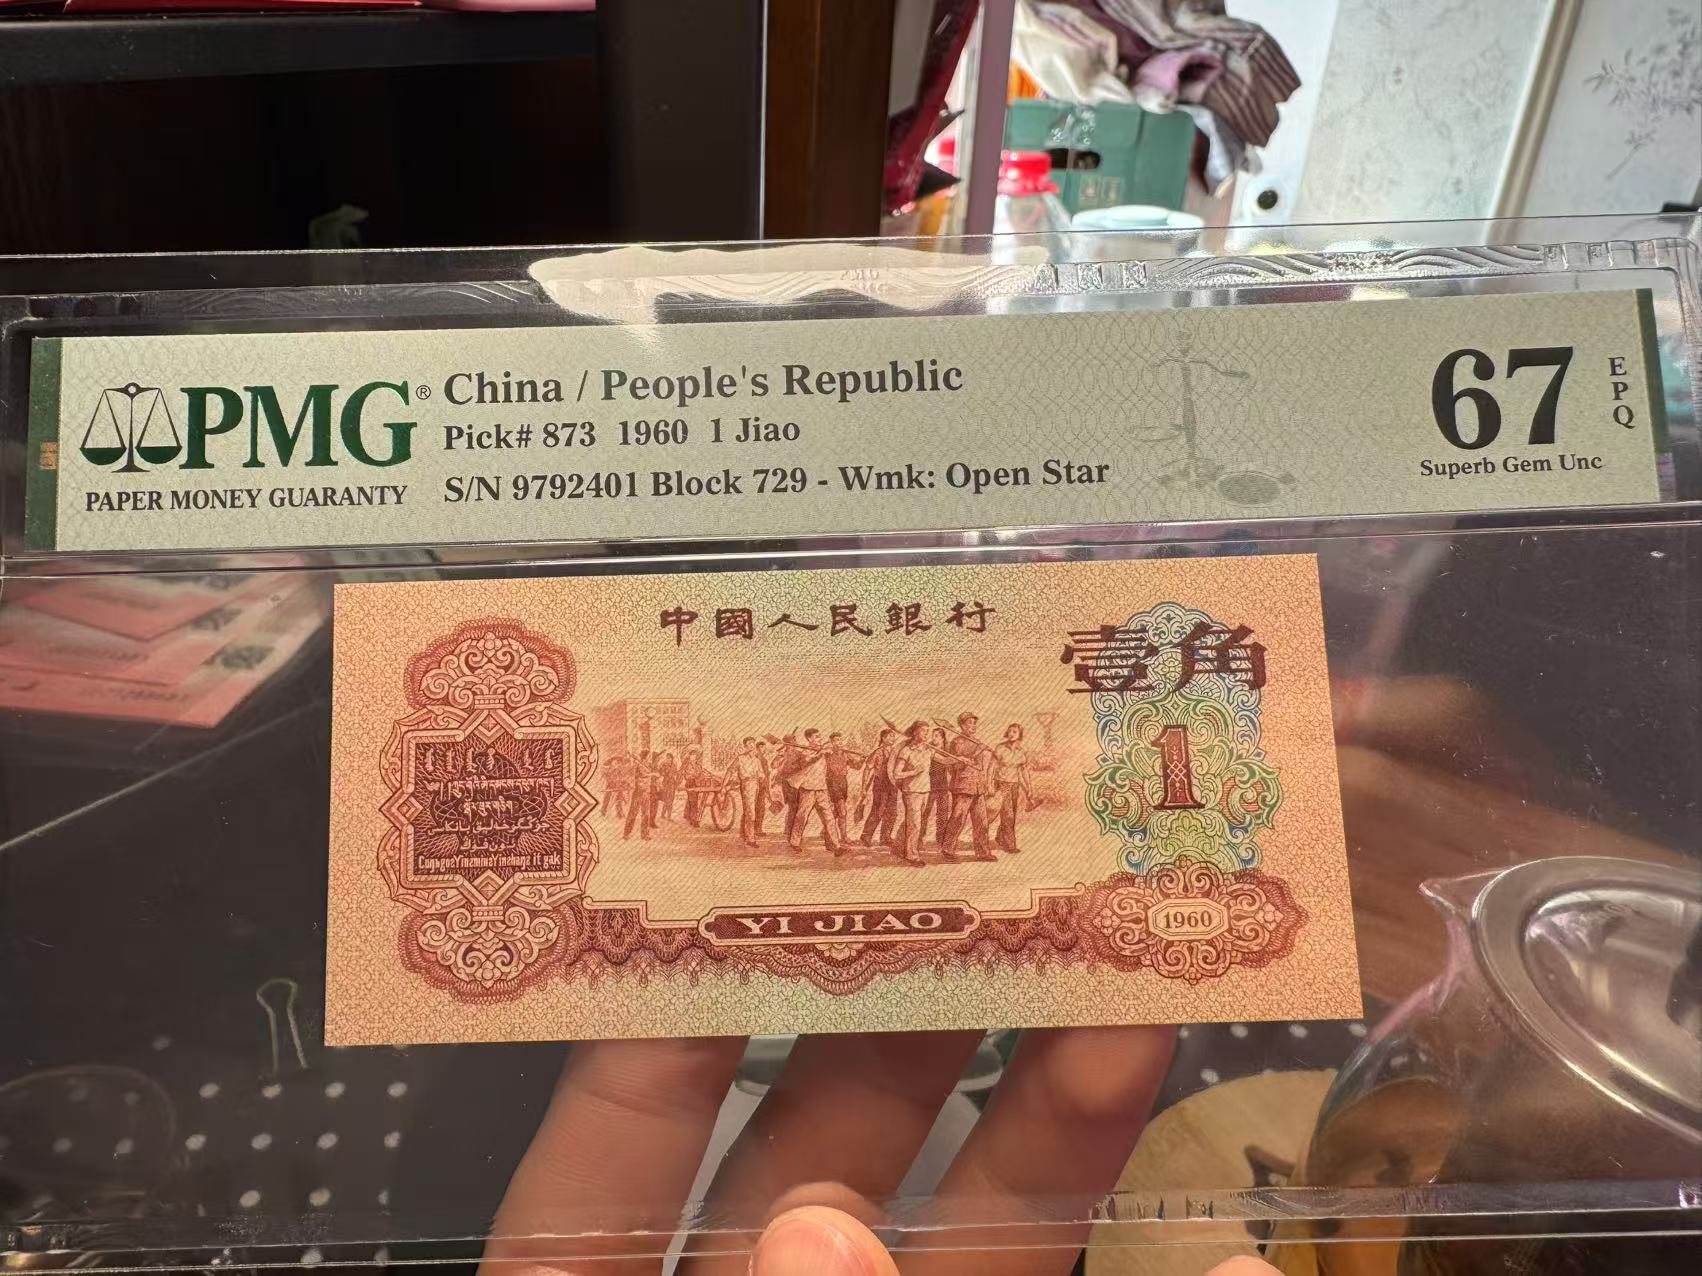 PMG®
PAPER MONEY GUARANTY
China / People's Republic
Pick# 873 1960 1 Jiao
S/N 9792401 Block 729 - Wmk: Open Star
67
EPQ
Superb Gem Unc
中國人民銀行
壹角
1
YI JIAO
1960